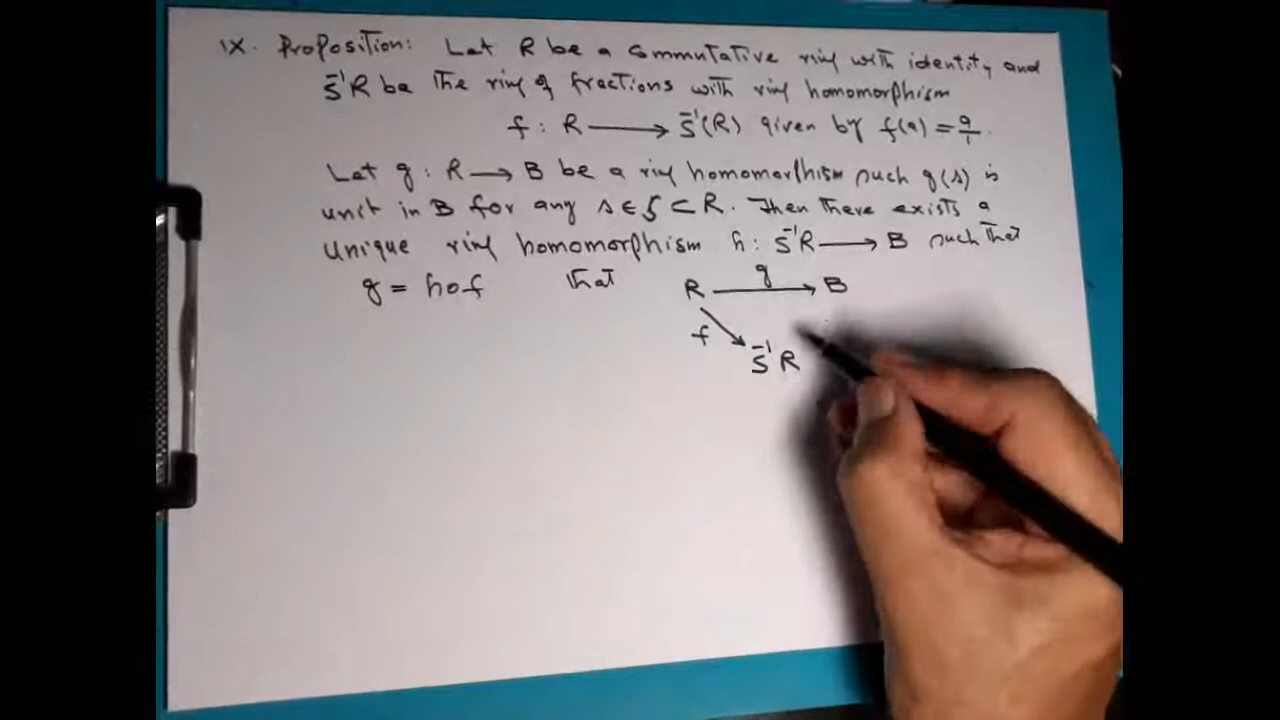 IX. Proposition: Let R be a commutative ring with identity and
S⁻¹R be the ring of fractions with ring homomorphism
f : R ⟶ S⁻¹(R) given by f(a) = a/1.
Let g : R ⟶ B be a ring homomorphism such g(s) is
unit in B for any s ∈ S ⊂ R. Then there exists a
unique ring homomorphism h : S⁻¹R ⟶ B such that
g = hof that R ⟶ B
g
f
S⁻¹R